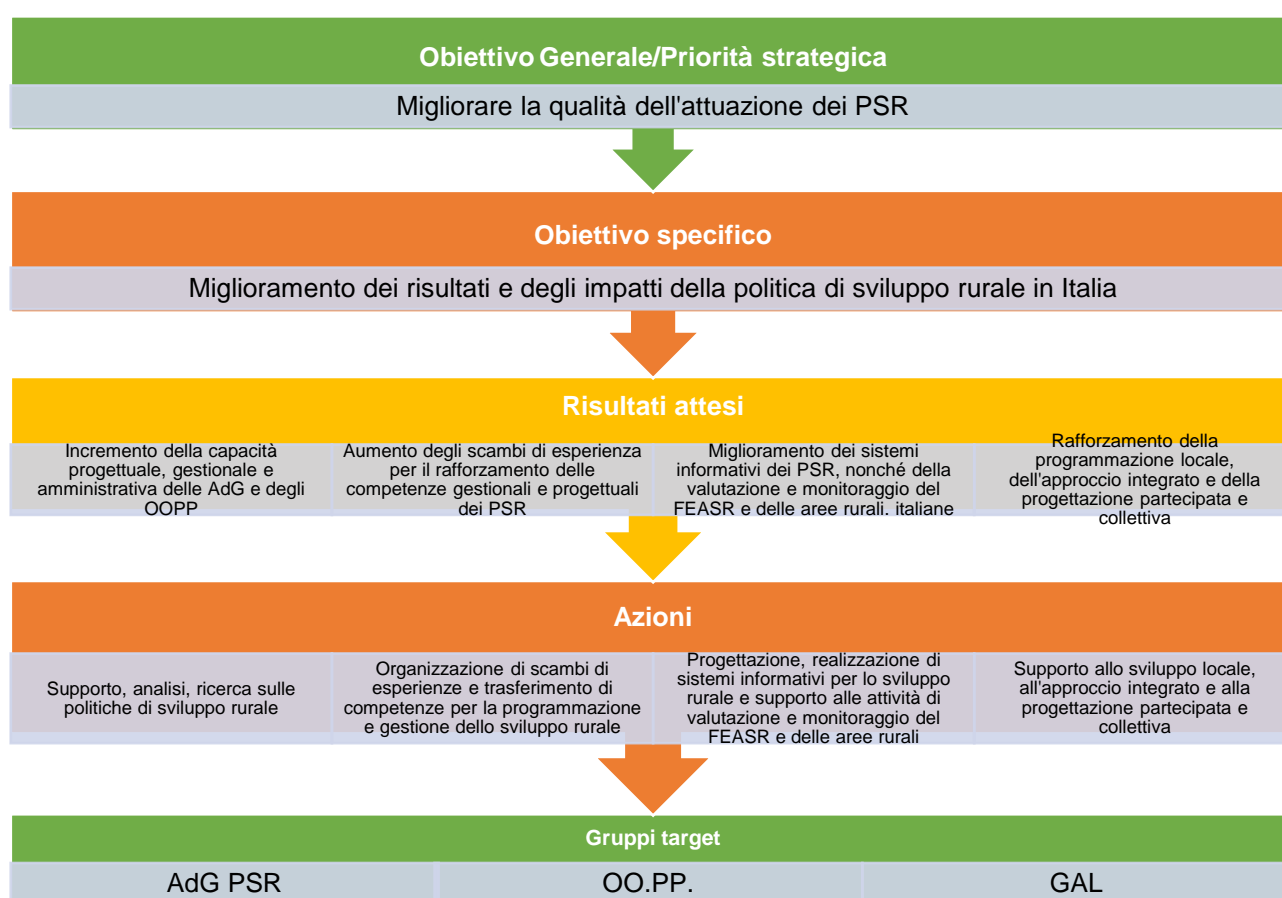 Obiettivo Generale/Priorità strategica
Migliorare la qualità dell'attuazione dei PSR
Obiettivo specifico
Miglioramento dei risultati e degli impatti della politica di sviluppo rurale in Italia
Risultati attesi
Incremento della capacità
progettuale, gestionale e
amministrativa delle AdG e degli
OOPP
Aumento degli scambi di esperienza
per il rafforzamento delle
competenze gestionali e progettuali
dei PSR
Miglioramento dei sistemi
informativi dei PSR, nonché della
valutazione e monitoraggio del
FEASR e delle aree rurali. italiane
Rafforzamento della
programmazione locale,
dell'approccio integrato e della
progettazione partecipata e
collettiva
Azioni
Supporto, analisi, ricerca sulle
politiche di sviluppo rurale
Organizzazione di scambi di
esperienze e trasferimento di
competenze per la programmazione
e gestione dello sviluppo rurale
Progettazione, realizzazione di
sistemi informativi per lo sviluppo
rurale e supporto alle attività di
valutazione e monitoraggio del
FEASR e delle aree rurali
Supporto allo sviluppo locale,
all'approccio integrato e alla
progettazione partecipata e
collettiva
Gruppi target
AdG PSR
OO.PP.
GAL